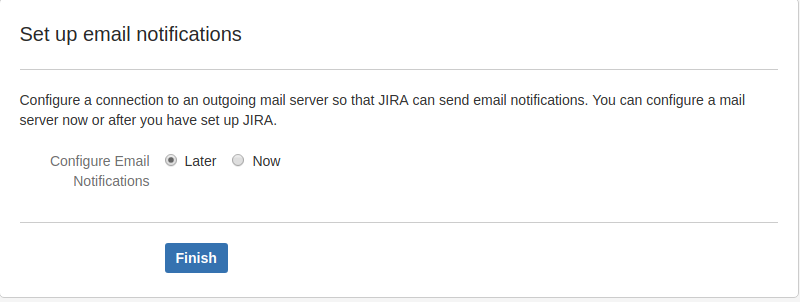 Set up email notifications
Configure a connection to an outgoing mail server so that JIRA can send email notifications. You can configure a mail
server now or after you have set up JIRA.
Configure Email Later Now
Notifications
Finish